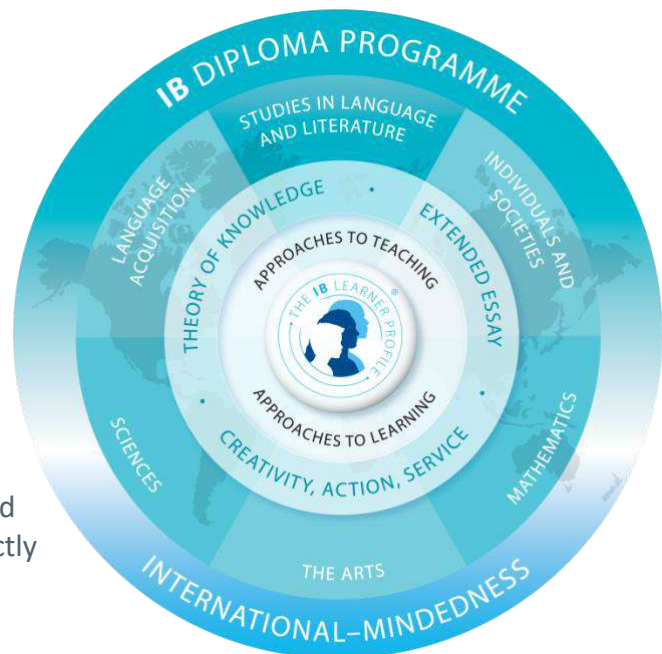 IB DIPLOMA PROGRAMME
STUDIES IN LANGUAGE
AND LITERATURE
LANGUAGE
ACQUISITION
INDIVIDUALS AND
SOCIETIES
THEORY OF KNOWLEDGE
•
EXTENDED ESSAY
•
CREATIVITY, ACTION, SERVICE
•
APPROACHES TO TEACHING
THE IB LEARNER PROFILE ®
APPROACHES TO LEARNING
SCIENCES
MATHEMATICS
THE ARTS
INTERNATIONAL–MINDEDNESS
d
ctly